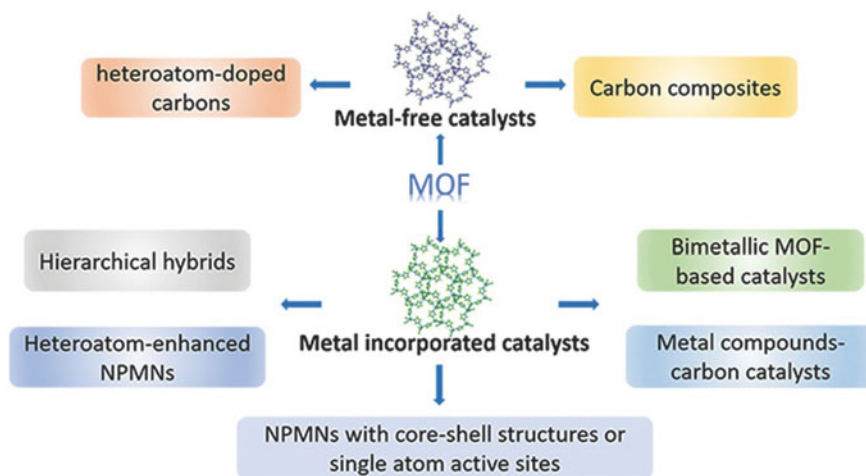 heteroatom-doped
carbons
Carbon composites
Metal-free catalysts
MOF
Hierarchical hybrids
Bimetallic MOF-
based catalysts
Metal incorporated catalysts
Heteroatom-enhanced
NPMNs
Metal compounds-
carbon catalysts
NPMNs with core-shell structures or
single atom active sites